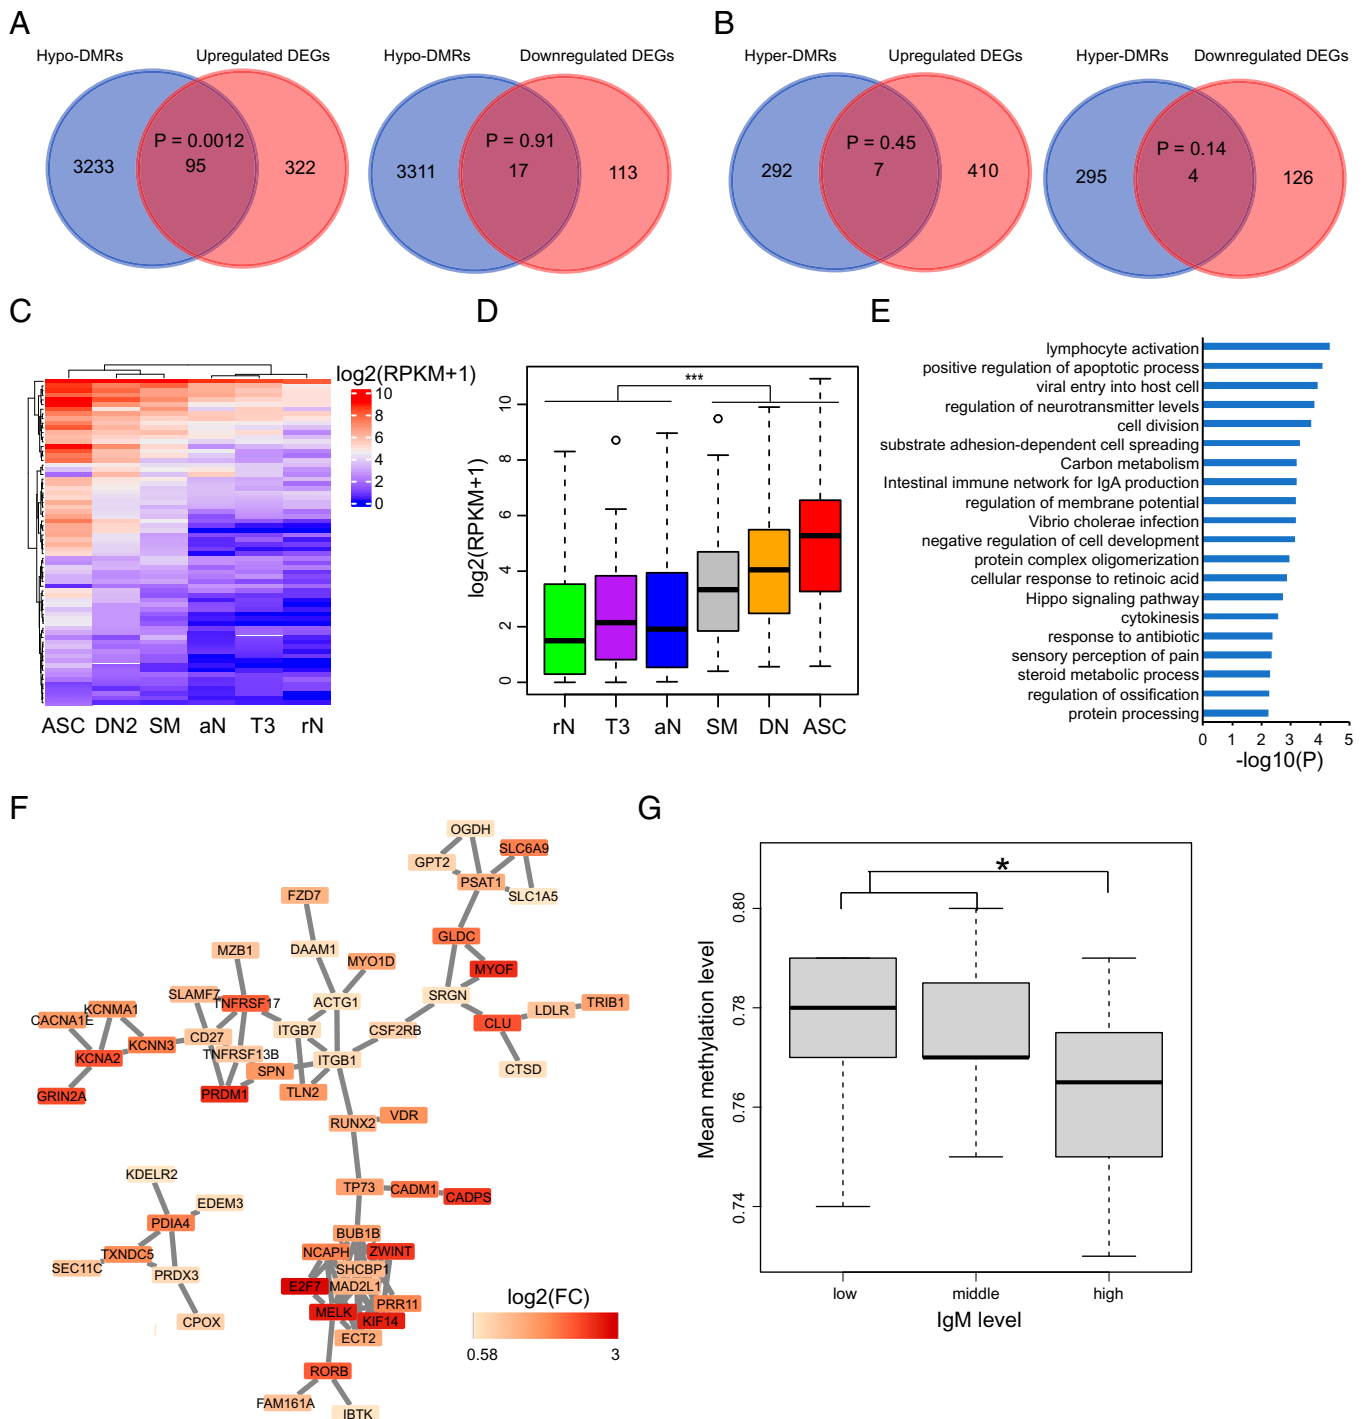 A
B
Hypo-DMRs Upregulated DEGs
P = 0.0012
3233 95 322
Hypo-DMRs Downregulated DEGs
P = 0.91
3311 17 113
Hyper-DMRs Upregulated DEGs
P = 0.45
292 7 410
Hyper-DMRs Downregulated DEGs
P = 0.14
295 4 126
C
log2(RPKM+1)
10
8
6
4
2
0
ASC DN2 SM aN T3 rN
D
***
log2(RPKM+1)
10
8
6
4
2
0
rN T3 aN SM DN ASC
E
lymphocyte activation
positive regulation of apoptotic process
viral entry into host cell
regulation of neurotransmitter levels
cell division
substrate adhesion-dependent cell spreading
Carbon metabolism
Intestinal immune network for IgA production
regulation of membrane potential
Vibrio cholerae infection
negative regulation of cell development
protein complex oligomerization
cellular response to retinoic acid
Hippo signaling pathway
cytokinesis
response to antibiotic
sensory perception of pain
steroid metabolic process
regulation of ossification
protein processing
0 1 2 3 4 5
-log10(P)
F
OGDH
GPT2
SLC6A9
PSAT1
SLC1A5
FZD7
GLDC
DAAM1
MZB1
MYO1D
MYOF
SLAMF7
TNFRSF17
ACTG1
SRGN
LDLR
TRIB1
KCNMA1
CACNA1E
CLU
ITGB7
CSF2RB
CD27
KCNN3
TNFRSF13B
KCNA2
ITGB1
SPN
CTSD
GRIN2A
PRDM1
TLN2
RUNX2
VDR
KDELR2
TP73
CADM1
CADPS
EDEM3
PDIA4
BUB1B
NCAPH
ZWINT
TXNDC5
SEC11C
SHCBP1
PRDX3
E2F7
MAD2L1
PRR11
MELK
KIF14
CPOX
ECT2
RORB
FAM161A
IBTK
log2(FC)
0.58 3
G
*
Mean methylation level
0.80
0.78
0.76
0.74
low middle high
IgM level